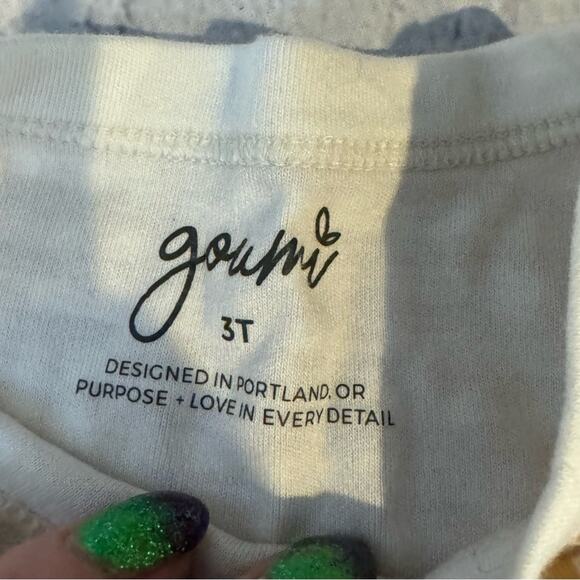 goumi
3T
DESIGNED IN PORTLAND, OR
PURPOSE + LOVE IN EVERY DETAIL